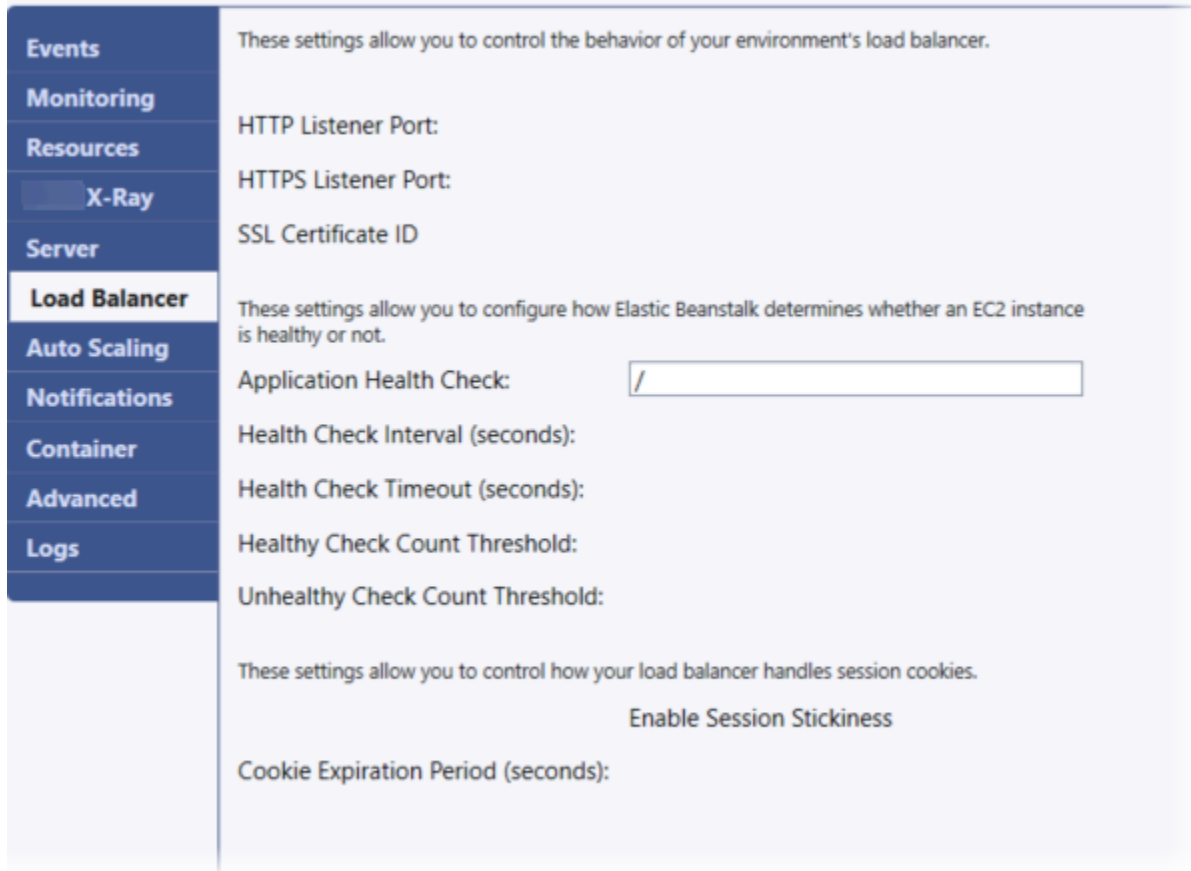 Events
Monitoring
Resources
X-Ray
Server
Load Balancer
Auto Scaling
Notifications
Container
Advanced
Logs
These settings allow you to control the behavior of your environment's load balancer.
HTTP Listener Port:
HTTPS Listener Port:
SSL Certificate ID
These settings allow you to configure how Elastic Beanstalk determines whether an EC2 instance
is healthy or not.
Application Health Check: /
Health Check Interval (seconds):
Health Check Timeout (seconds):
Healthy Check Count Threshold:
Unhealthy Check Count Threshold:
These settings allow you to control how your load balancer handles session cookies.
Enable Session Stickiness
Cookie Expiration Period (seconds):